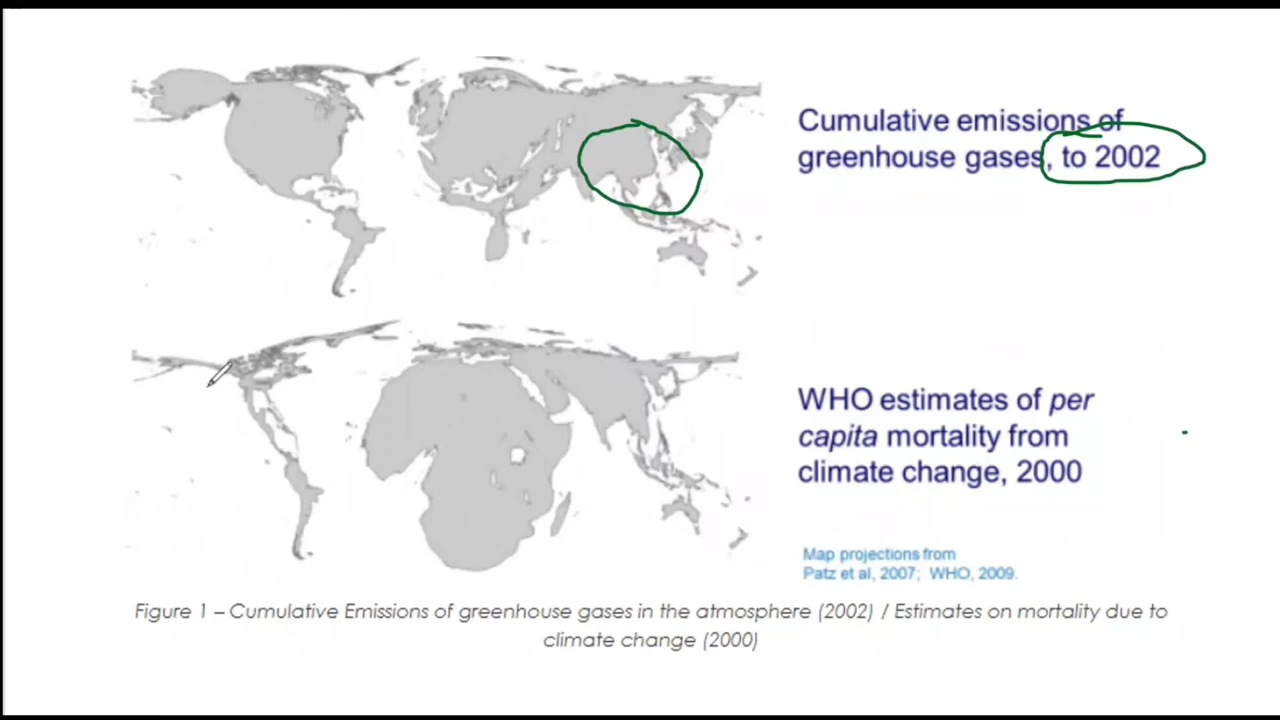 Cumulative emissions of
greenhouse gases, to 2002
WHO estimates of per
capita mortality from
climate change, 2000
Map projections from
Patz et al, 2007; WHO, 2009.
Figure 1 – Cumulative Emissions of greenhouse gases in the atmosphere (2002) / Estimates on mortality due to
climate change (2000)